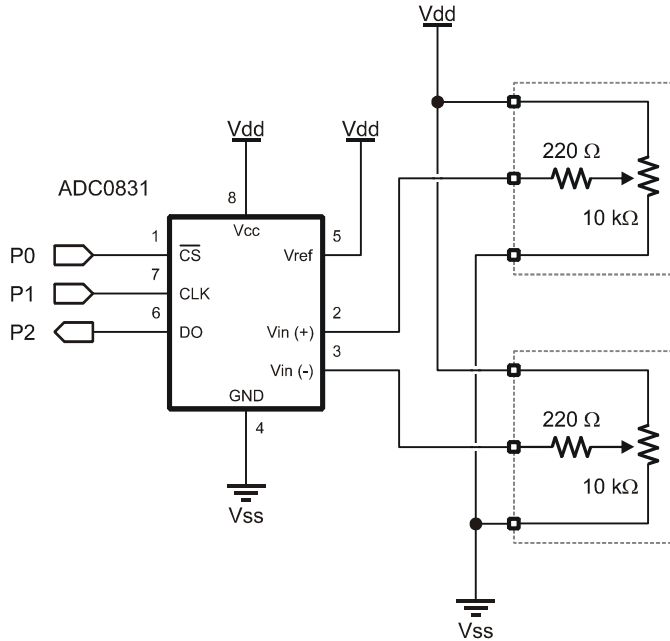 Vdd
Vdd
Vdd
220 Ω
10 kΩ
ADC0831
8
Vcc
P0
1
CS
Vref
5
P1
7
CLK
P2
6
DO
Vin (+)
2
Vin (-)
3
GND
4
Vss
220 Ω
10 kΩ
Vss